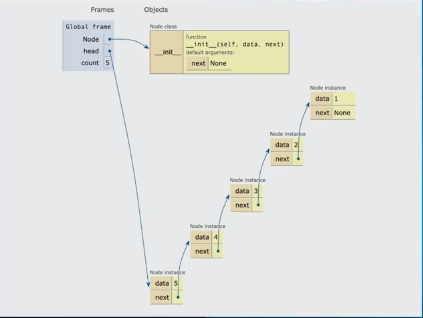 Frames Objects
Global frame
Node
head
count 5
Node class
__init__
function
__init__(self, data, next)
default arguments:
next None
Node instance
data 1
next None
Node instance
data 2
next
Node instance
data 3
next
Node instance
data 4
next
Node instance
data 5
next